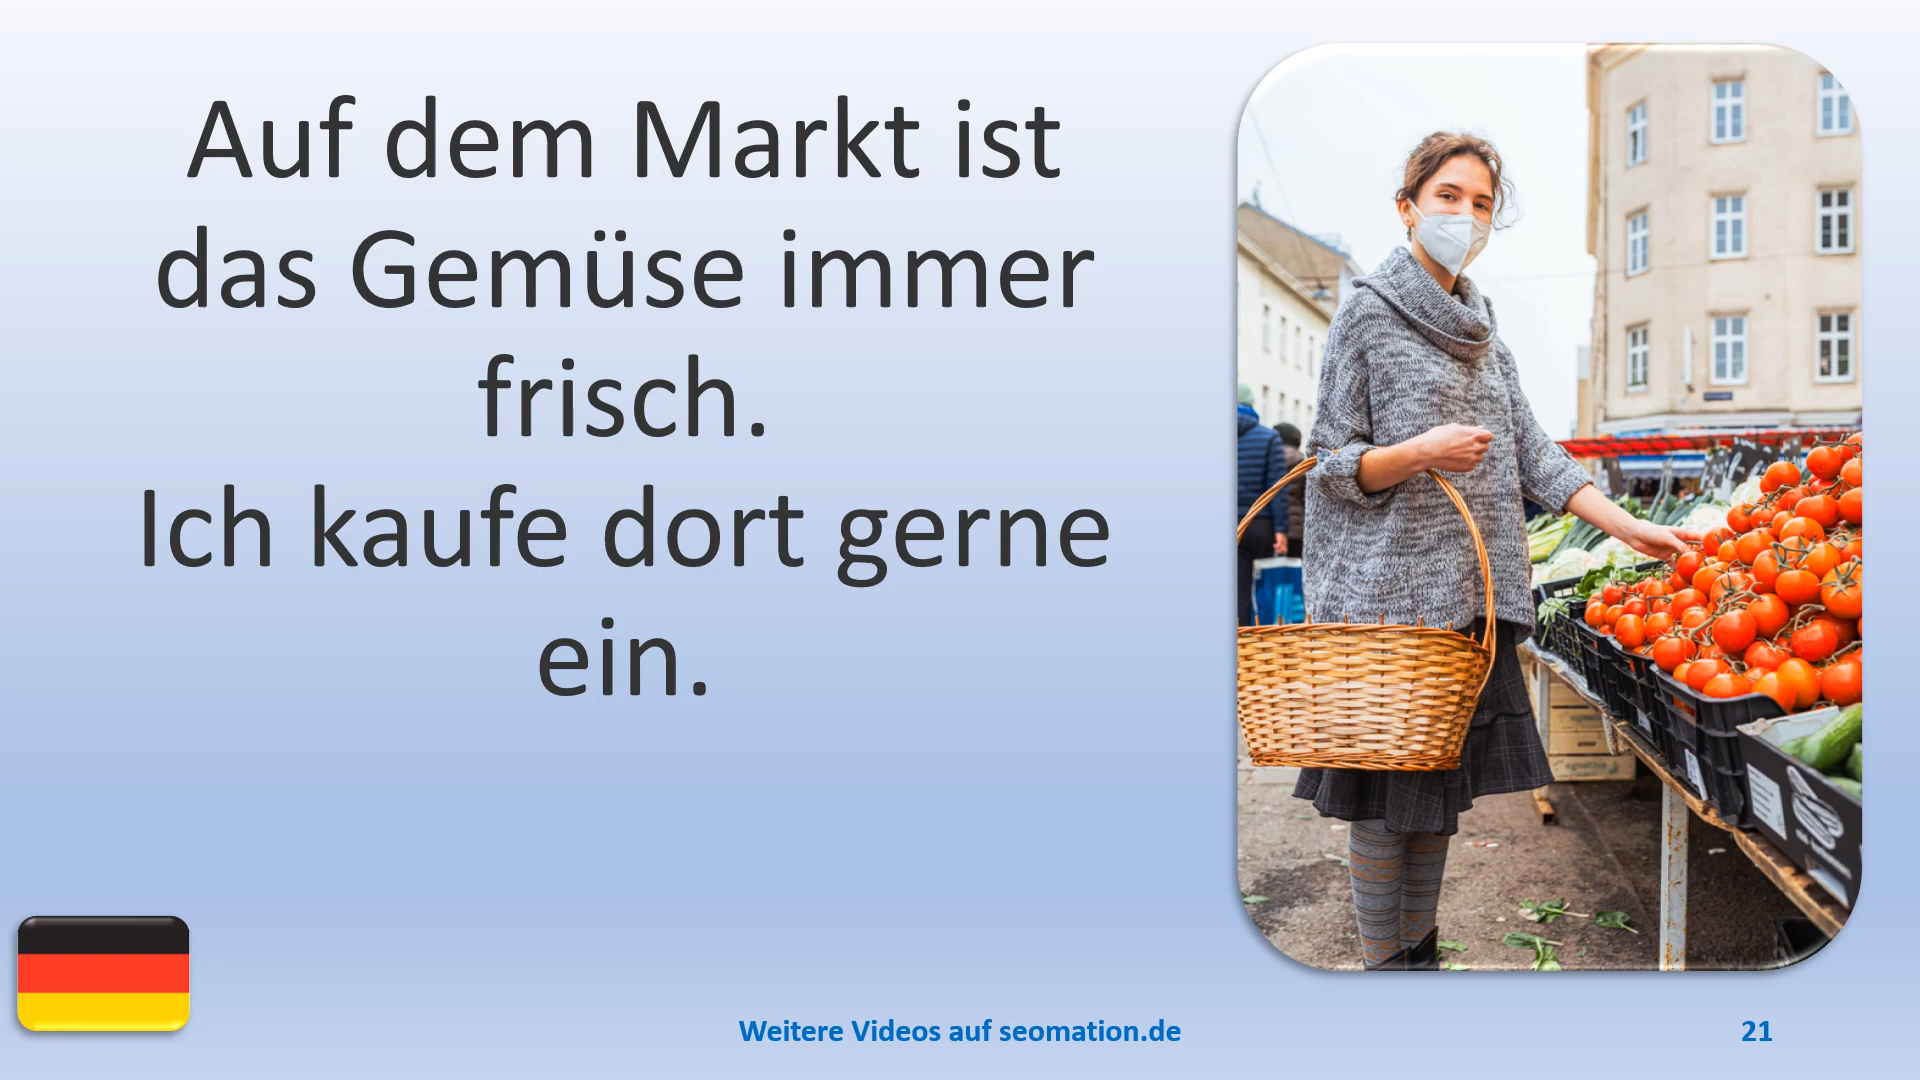 Auf dem Markt ist
das Gemüse immer
frisch.
Ich kaufe dort gerne
ein.
Weitere Videos auf seomation.de
21